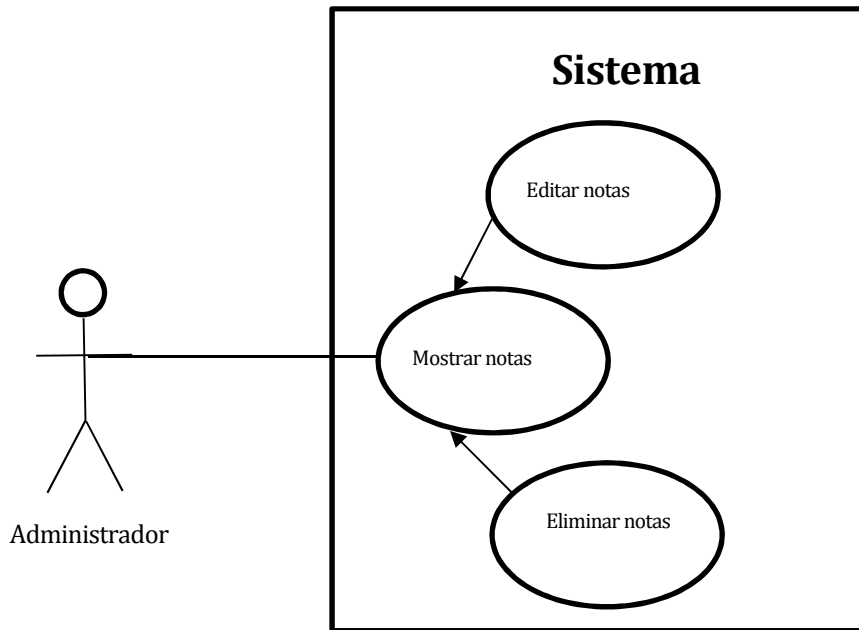 Sistema
Editar notas
Mostrar notas
Eliminar notas
Administrador